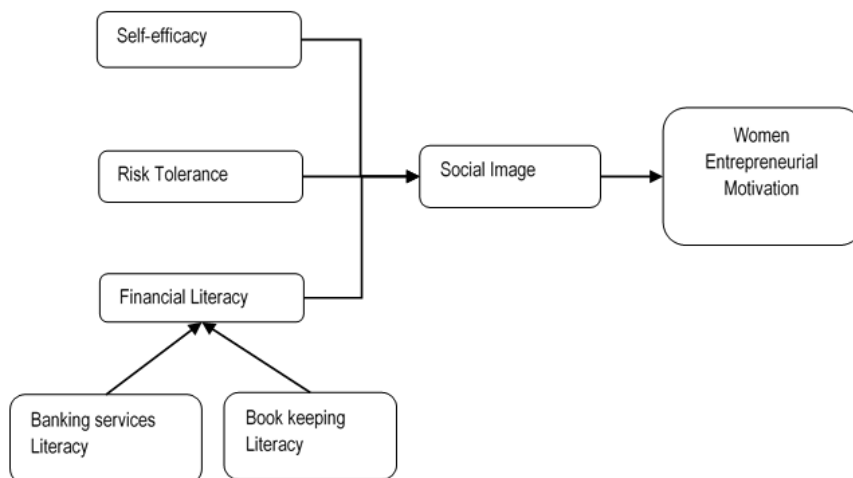 Self-efficacy
Risk Tolerance
Social Image
Women
Entrepreneurial
Motivation
Financial Literacy
Banking services
Literacy
Book keeping
Literacy